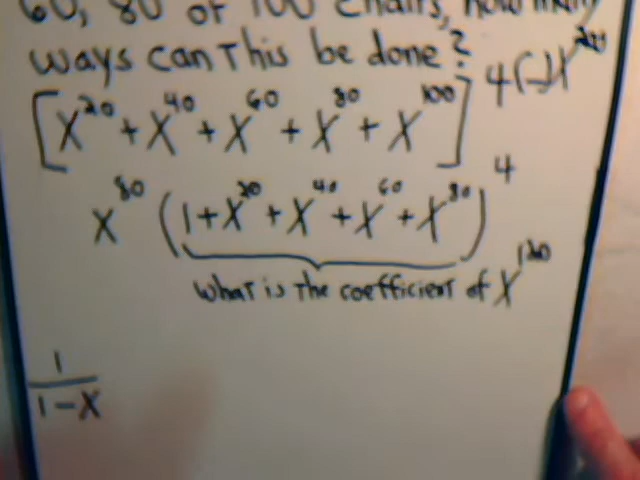 60, 80 or 100 chairs, how many
ways can this be done?
[x^20 + x^40 + x^60 + x^80 + x^100]^4 (_)x^200
x^80 (1 + x^20 + x^40 + x^60 + x^80)^4
What is the coefficient of x^120
1/(1-x)